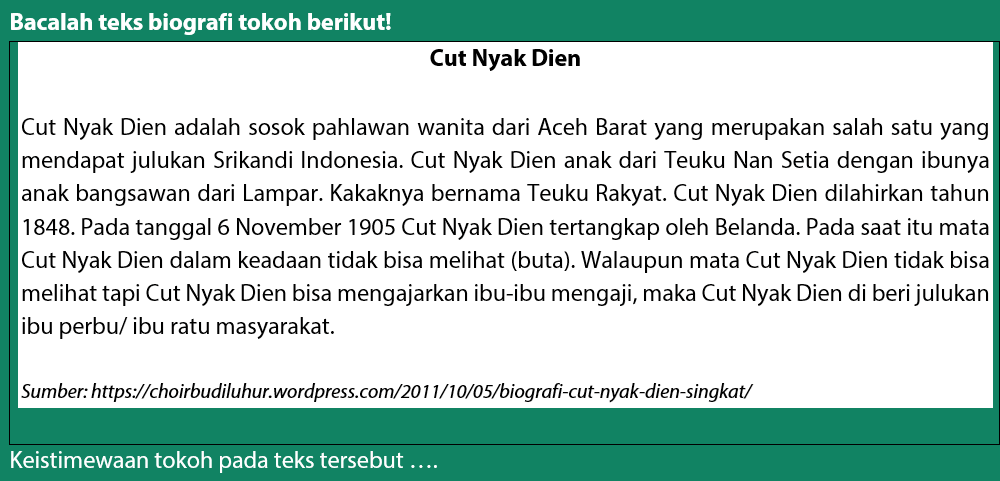 Bacalah teks biografi tokoh berikut!
Cut Nyak Dien
Cut Nyak Dien adalah sosok pahlawan wanita dari Aceh Barat yang merupakan salah satu yang
mendapat julukan Srikandi Indonesia. Cut Nyak Dien anak dari Teuku Nan Setia dengan ibunya
anak bangsawan dari Lampar. Kakaknya bernama Teuku Rakyat. Cut Nyak Dien dilahirkan tahun
1848. Pada tanggal 6 November 1905 Cut Nyak Dien tertangkap oleh Belanda. Pada saat itu mata
Cut Nyak Dien dalam keadaan tidak bisa melihat (buta). Walaupun mata Cut Nyak Dien tidak bisa
melihat tapi Cut Nyak Dien bisa mengajarkan ibu-ibu mengaji, maka Cut Nyak Dien di beri julukan
ibu perbu/ ibu ratu masyarakat.
Sumber: https://choirbudiluhur.wordpress.com/2011/10/05/biografi-cut-nyak-dien-singkat/
Keistimewaan tokoh pada teks tersebut ….